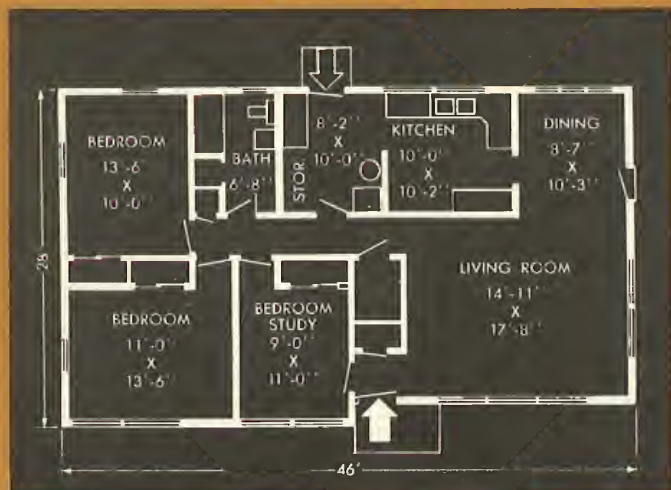 BEDROOM
13'-6"
X
10'-0"
BATH
6'-8"
STOR.
8'-2"
X
10'-0"
KITCHEN
10'-0"
X
10'-2"
DINING
8'-7"
X
10'-3"
28'
BEDROOM
11'-0"
X
13'-6"
BEDROOM
STUDY
9'-0"
X
11'-0"
LIVING ROOM
14'-11"
X
17'-8"
46'